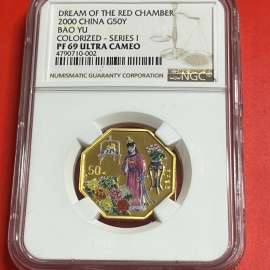 DREAM OF THE RED CHAMBER
2000 CHINA G50Y
BAO YU
COLORIZED - SERIES I
PF 69 ULTRA CAMEO
4790710-002
NGC
NUMISMATIC GUARANTY CORPORATION
50